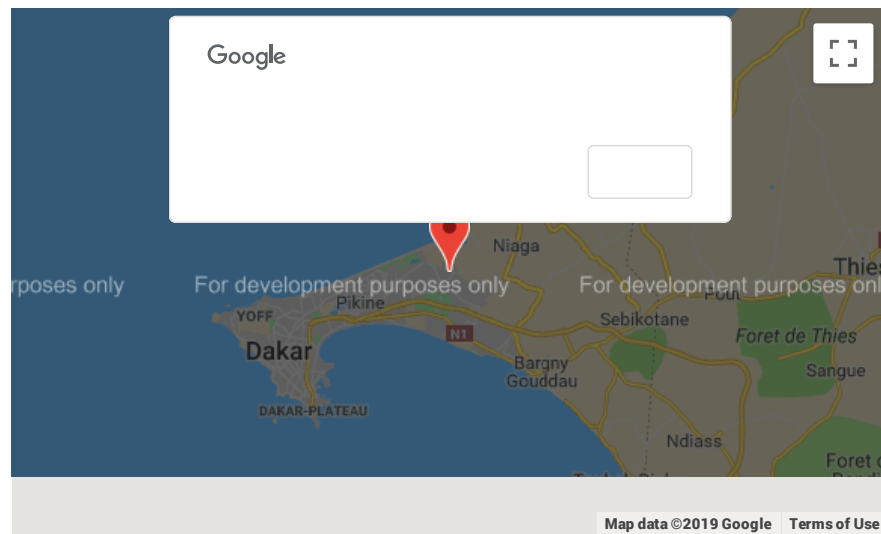 Google
Niaga
Thies
rposes only
For development purposes only
For development purposes onl
Pout
Pikine
YOFF
Sebikotane
N1
Foret de Thies
Dakar
Bargny
Gouddau
Sangue
DAKAR-PLATEAU
Ndiass
Foret d
Map data ©2019 Google
Terms of Use